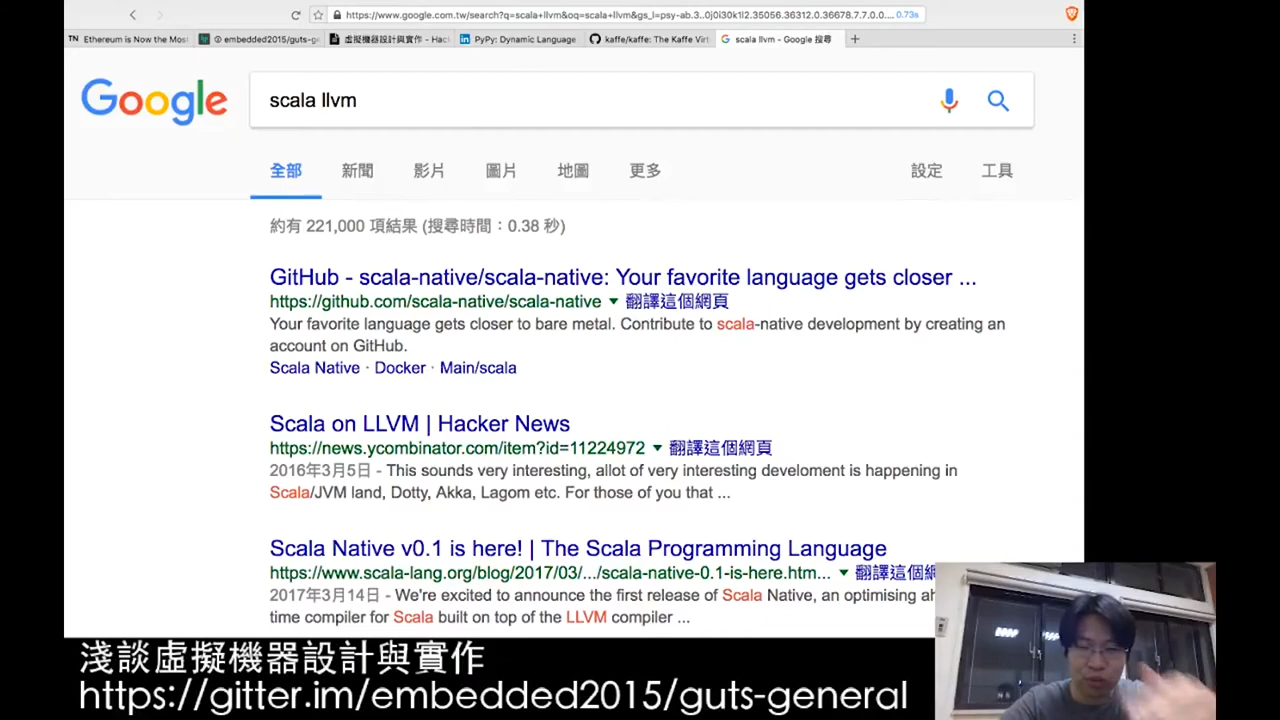 https://www.google.com.tw/search?q=scala+llvm&oq=scala+llvm&gs_l=psy-ab.3..0j0i30k1l2.35056.36312.0.36678.7.7.0.0.... 0.73s
TN Ethereum is Now the Most
embedded2015/guts-ge
虛擬機器設計與實作 - Hac
PyPy: Dynamic Language
kaffe/kaffe: The Kaffe Virt
scala llvm - Google 搜尋
Google
scala llvm
全部 新聞 影片 圖片 地圖 更多 設定 工具
約有 221,000 項結果 (搜尋時間：0.38 秒)
GitHub - scala-native/scala-native: Your favorite language gets closer ...
https://github.com/scala-native/scala-native ▼ 翻譯這個網頁
Your favorite language gets closer to bare metal. Contribute to scala-native development by creating an
account on GitHub.
Scala Native · Docker · Main/scala
Scala on LLVM | Hacker News
https://news.ycombinator.com/item?id=11224972 ▼ 翻譯這個網頁
2016年3月5日 - This sounds very interesting, allot of very interesting develoment is happening in
Scala/JVM land, Dotty, Akka, Lagom etc. For those of you that ...
Scala Native v0.1 is here! | The Scala Programming Language
https://www.scala-lang.org/blog/2017/03/.../scala-native-0.1-is-here.htm... ▼ 翻譯這個網
2017年3月14日 - We're excited to announce the first release of Scala Native, an optimising ah
time compiler for Scala built on top of the LLVM compiler ...
淺談虛擬機器設計與實作
https://gitter.im/embedded2015/guts-general